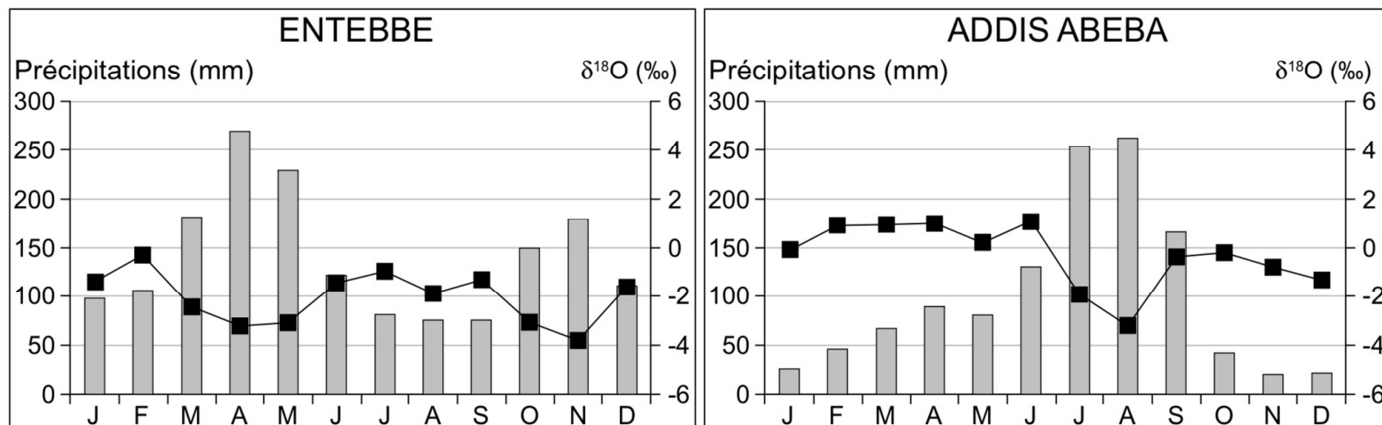 ENTEBBE
Précipitations (mm) δ¹⁸O (‰)
300 6
250 4
200 2
150 0
100 -2
50 -4
0 -6
J F M A M J J A S O N D
ADDIS ABEBA
Précipitations (mm) δ¹⁸O (‰)
300 6
250 4
200 2
150 0
100 -2
50 -4
0 -6
J F M A M J J A S O N D